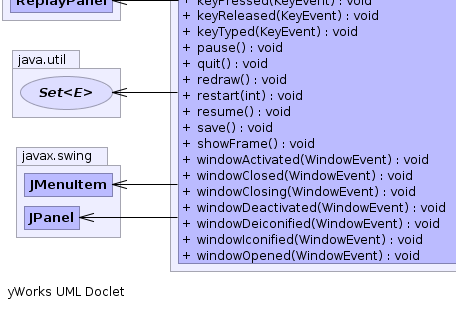 ReplayPanel
+ keyPressed(KeyEvent) : void
+ keyReleased(KeyEvent) : void
+ keyTyped(KeyEvent) : void
+ pause() : void
+ quit() : void
+ redraw() : void
+ restart(int) : void
+ resume() : void
+ save() : void
+ showFrame() : void
+ windowActivated(WindowEvent) : void
+ windowClosed(WindowEvent) : void
+ windowClosing(WindowEvent) : void
+ windowDeactivated(WindowEvent) : void
+ windowDeiconified(WindowEvent) : void
+ windowIconified(WindowEvent) : void
+ windowOpened(WindowEvent) : void
java.util
Set<E>
javax.swing
JMenuItem
JPanel
yWorks UML Doclet